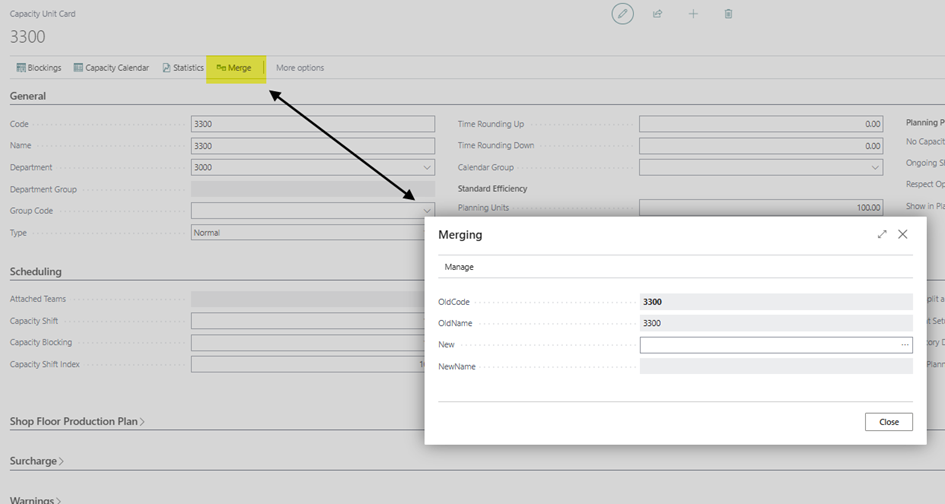 Capacity Unit Card
3300
Blockings Capacity Calendar Statistics Merge More options
General
Code 3300
Name 3300
Department 3000
Department Group
Group Code
Type Normal
Time Rounding Up 0.00
Time Rounding Down 0.00
Calendar Group
Standard Efficiency
Planning Units 100.00
Planning P
No Capacit
Ongoing S
Respect Op
Show in Pla
Scheduling
Attached Teams
Capacity Shift
Capacity Blocking
Capacity Shift Index
Merging
Manage
OldCode 3300
OldName 3300
New
NewName
Close
plit a
t Set
tory D
Plann
Shop Floor Production Plan
Surcharge
Warnings